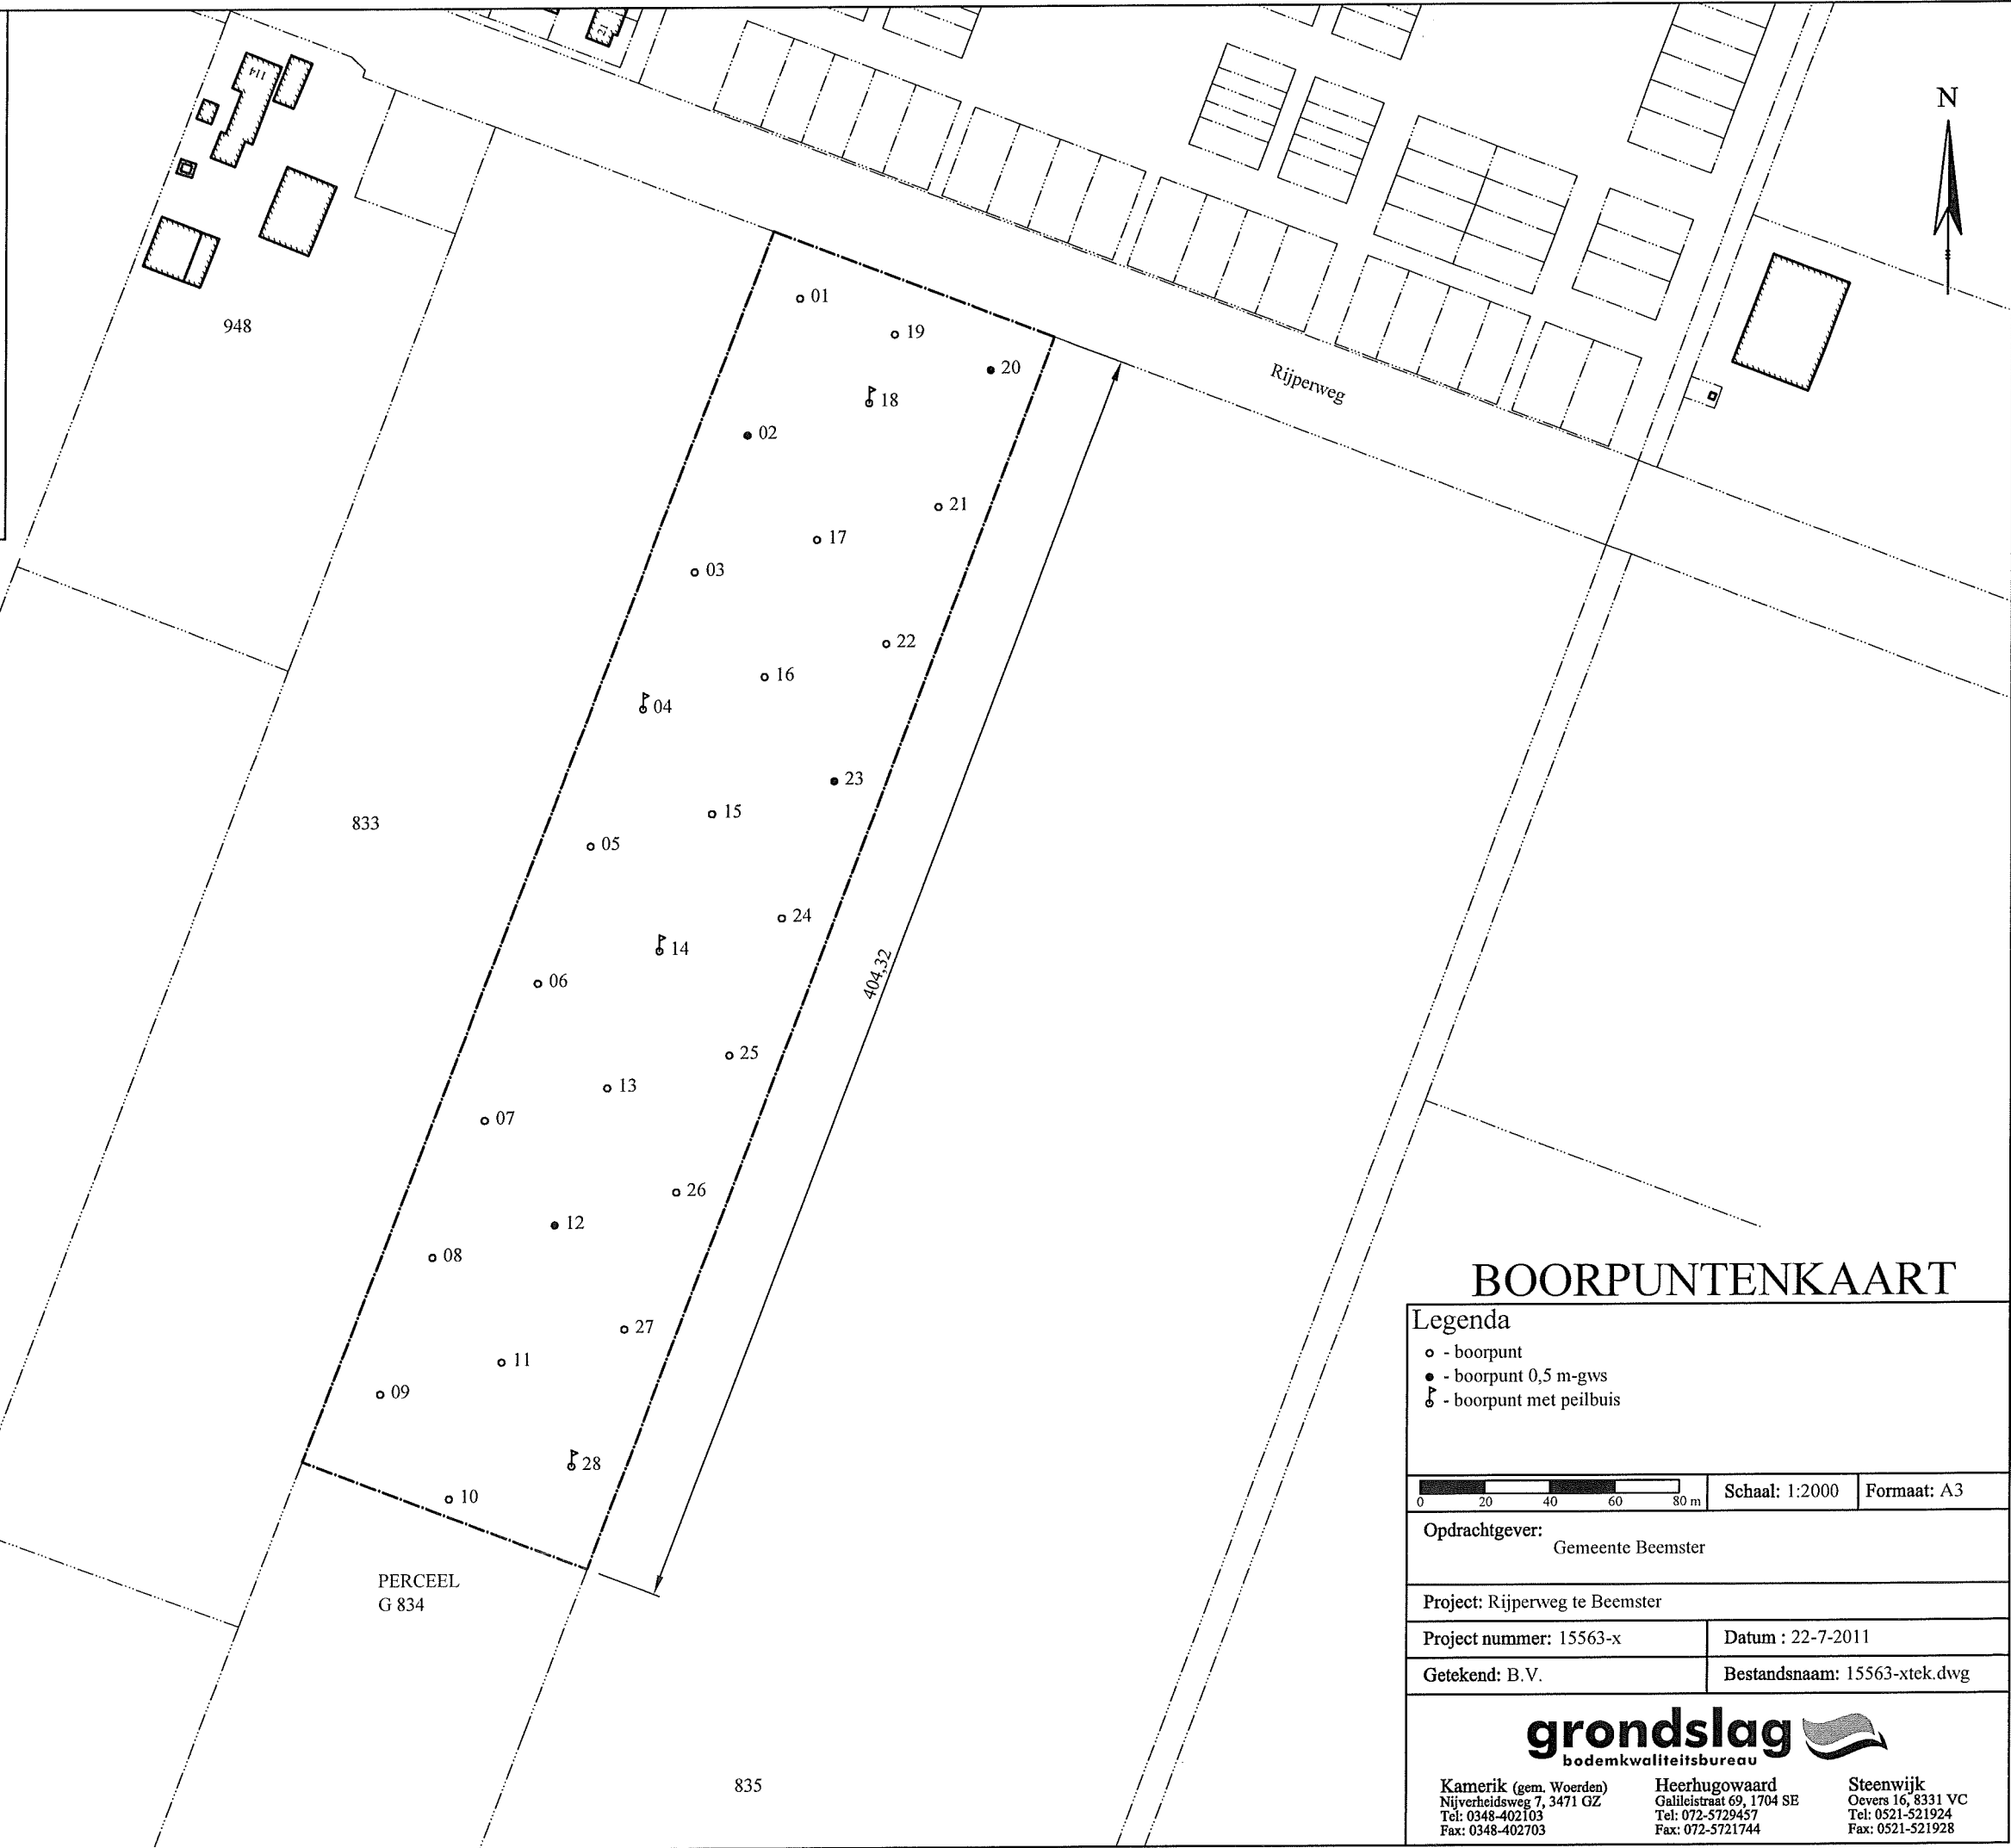 114
21
N
948
01
19
20
18
02
Rijperweg
21
17
03
22
16
04
23
15
05
833
24
14
06
404,32
25
13
07
26
12
08
27
11
09
28
10
PERCEEL
G 834
835
BOORPUNTENKAART
Legenda
- boorpunt
- boorpunt 0,5 m-gws
- boorpunt met peilbuis
0 20 40 60 80 m
Schaal: 1:2000
Formaat: A3
Opdrachtgever:
Gemeente Beemster
Project: Rijperweg te Beemster
Project nummer: 15563-x
Datum : 22-7-2011
Getekend: B.V.
Bestandsnaam: 15563-xtek.dwg
grondslag
bodemkwaliteitsbureau
Kamerik (gem. Woerden)
Nijverheidsweg 7, 3471 GZ
Tel: 0348-402103
Fax: 0348-402703
Heerhugowaard
Galileistraat 69, 1704 SE
Tel: 072-5729457
Fax: 072-5721744
Steenwijk
Oevers 16, 8331 VC
Tel: 0521-521924
Fax: 0521-521928